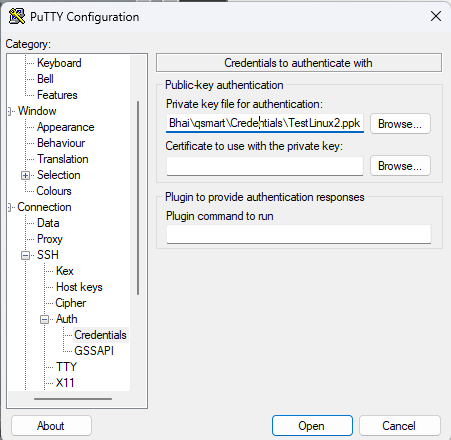 PuTTY Configuration
Category:
Keyboard
Bell
Features
Window
Appearance
Behaviour
Translation
Selection
Colours
Connection
Data
Proxy
SSH
Kex
Host keys
Cipher
Auth
Credentials
GSSAPI
TTY
X11
Credentials to authenticate with
Public-key authentication
Private key file for authentication:
Bhai\qsmart\Credentials\TestLinux2.ppk
Browse...
Certificate to use with the private key:
Browse...
Plugin to provide authentication responses
Plugin command to run
About
Open
Cancel